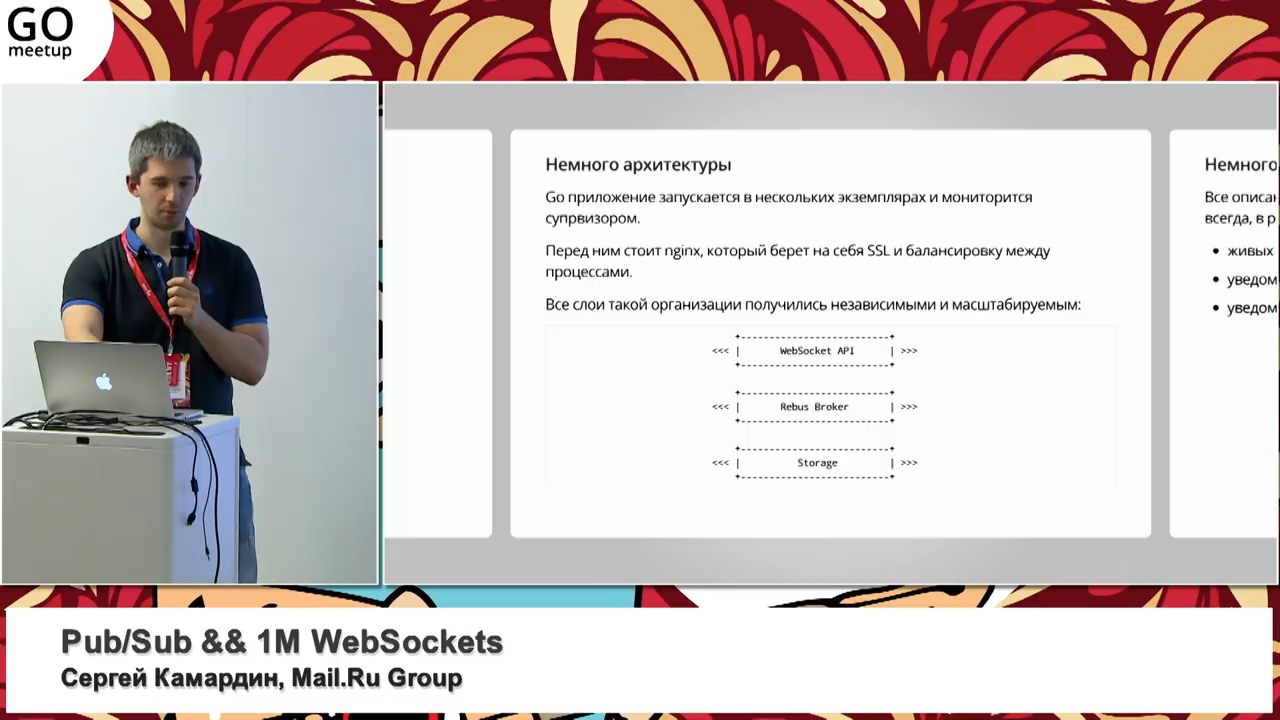 GO
meetup
Немного архитектуры
Go приложение запускается в нескольких экземплярах и мониторится
супрвизором.
Перед ним стоит nginx, который берет на себя SSL и балансировку между
процессами.
Все слои такой организации получились независимыми и масштабируемым:
+--------------------------+
<<< | WebSocket API | >>>
+--------------------------+
+--------------------------+
<<< | Rebus Broker | >>>
+--------------------------+
+--------------------------+
<<< | Storage | >>>
+--------------------------+
Немного
Все описан
всегда, в р
• живых
• уведом
• уведом
Pub/Sub && 1M WebSockets
Сергей Камардин, Mail.Ru Group